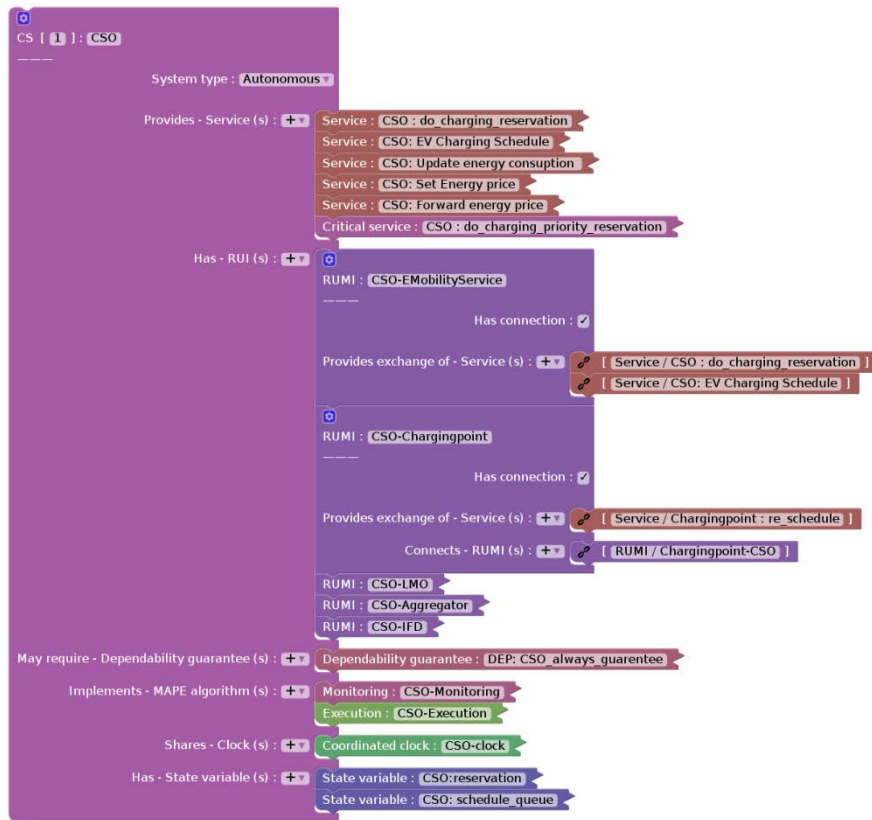 CS [ 1 ] : CSO
System type : Autonomous
Provides - Service (s) : +
Service : CSO : do_charging_reservation
Service : CSO: EV Charging Schedule
Service : CSO: Update energy consuption
Service : CSO: Set Energy price
Service : CSO: Forward energy price
Critical service : CSO : do_charging_priority_reservation
Has - RUI (s) : +
RUMI : CSO-EMobilityService
Has connection : ✓
Provides exchange of - Service (s) : +
[ Service / CSO : do_charging_reservation ]
[ Service / CSO: EV Charging Schedule ]
RUMI : CSO-Chargingpoint
Has connection : ✓
Provides exchange of - Service (s) : + [ Service / Chargingpoint : re_schedule ]
Connects - RUMI (s) : + [ RUMI / Chargingpoint-CSO ]
RUMI : CSO-LMO
RUMI : CSO-Aggregator
RUMI : CSO-IFD
May require - Dependability guarantee (s) : + Dependability guarantee : DEP: CSO_always_guarentee
Implements - MAPE algorithm (s) : + Monitoring : CSO-Monitoring
Execution : CSO-Execution
Shares - Clock (s) : + Coordinated clock : CSO-clock
Has - State variable (s) : + State variable : CSO:reservation
State variable : CSO: schedule_queue